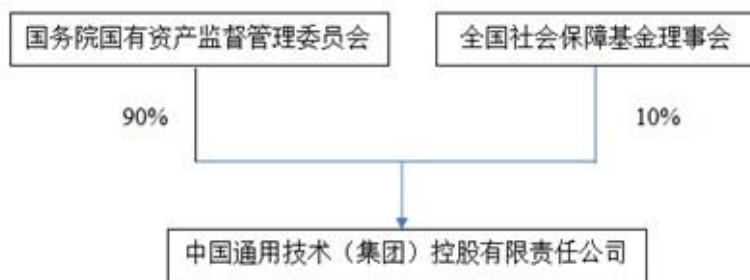 国务院国有资产监督管理委员会
全国社会保障基金理事会
90%
10%
中国通用技术（集团）控股有限责任公司